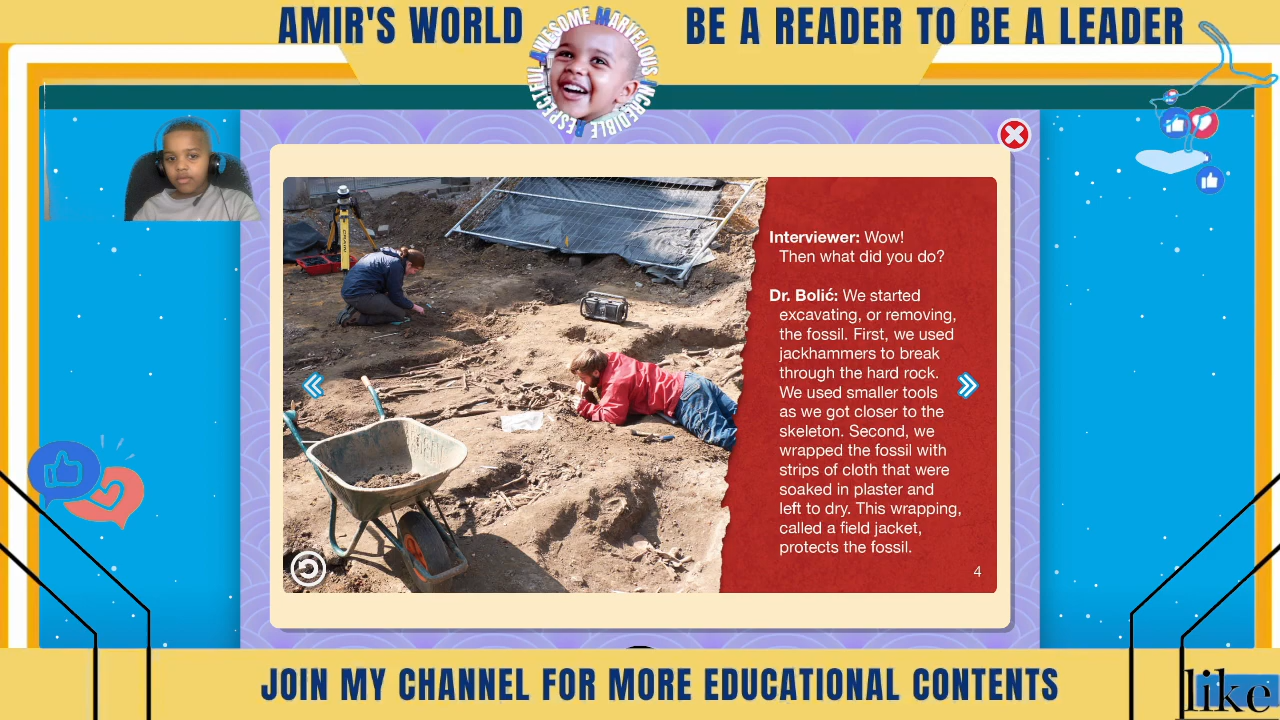 AMIR'S WORLD
BE A READER TO BE A LEADER
RESPECTFUL AWESOME MARVELOUS INCREDIBLE
Interviewer: Wow!
Then what did you do?
Dr. Bolić: We started
excavating, or removing,
the fossil. First, we used
jackhammers to break
through the hard rock.
We used smaller tools
as we got closer to the
skeleton. Second, we
wrapped the fossil with
strips of cloth that were
soaked in plaster and
left to dry. This wrapping,
called a field jacket,
protects the fossil.
4
JOIN MY CHANNEL FOR MORE EDUCATIONAL CONTENTS
like